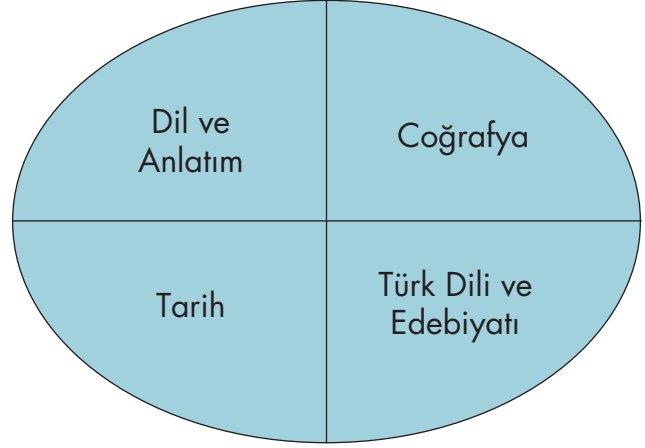 Dil ve
Anlatım
Coğrafya
Tarih
Türk Dili ve
Edebiyatı